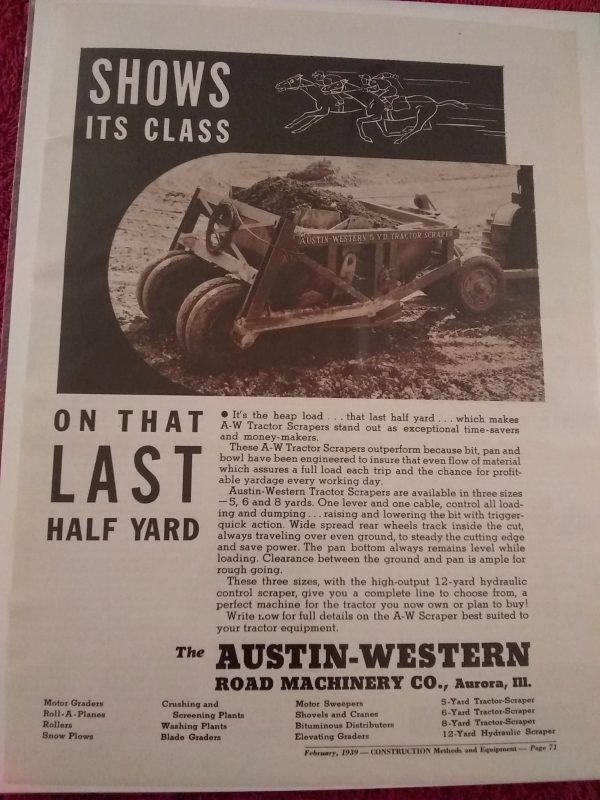 SHOWS
ITS CLASS
AUSTIN-WESTERN 6 YD. TRACTOR SCRAPER
ON THAT
LAST
HALF YARD
● It's the heap load . . . that last half yard . . . which makes
A-W Tractor Scrapers stand out as exceptional time-savers
and money-makers.
These A-W Tractor Scrapers outperform because bit, pan and
bowl have been engineered to insure that even flow of material
which assures a full load each trip and the chance for profit-
able yardage every working day.
Austin-Western Tractor Scrapers are available in three sizes
—5, 6 and 8 yards. One lever and one cable, control all load-
ing and dumping . . . raising and lowering the bit with trigger-
quick action. Wide spread rear wheels track inside the cut,
always traveling over even ground, to steady the cutting edge
and save power. The pan bottom always remains level while
loading. Clearance between the ground and pan is ample for
rough going.
These three sizes, with the high-output 12-yard hydraulic
control scraper, give you a complete line to choose from, a
perfect machine for the tractor you now own or plan to buy!
Write now for full details on the A-W Scraper best suited to
your tractor equipment.
The AUSTIN-WESTERN
ROAD MACHINERY CO., Aurora, Ill.
Motor Graders
Roll-A-Planes
Rollers
Snow Plows
Crushing and
Screening Plants
Washing Plants
Blade Graders
Motor Sweepers
Shovels and Cranes
Bituminous Distributors
Elevating Graders
5-Yard Tractor-Scraper
6-Yard Tractor-Scraper
8-Yard Tractor-Scraper
12-Yard Hydraulic Scraper
February, 1939 — CONSTRUCTION Methods and Equipment — Page 71